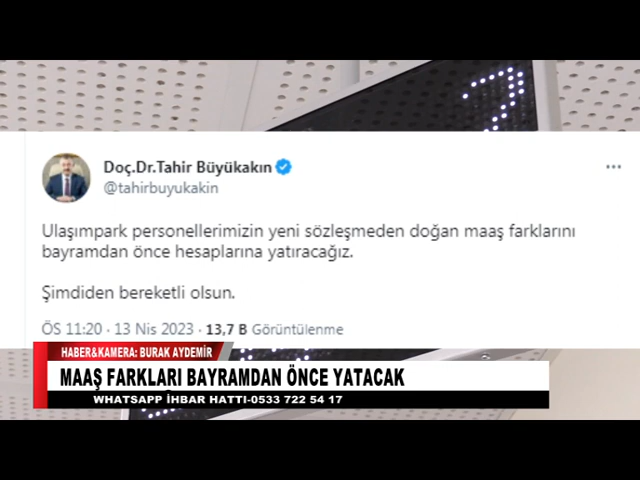 7
Doç.Dr.Tahir Büyükakın
@tahirbuyukakin
Ulaşımpark personellerimizin yeni sözleşmeden doğan maaş farklarını
bayramdan önce hesaplarına yatıracağız.
Şimdiden bereketli olsun.
ÖS 11:20 · 13 Nis 2023 · 13,7 B Görüntülenme
HABER&KAMERA: BURAK AYDEMİR
MAAŞ FARKLARI BAYRAMDAN ÖNCE YATACAK
WHATSAPP İHBAR HATTI-0533 722 54 17